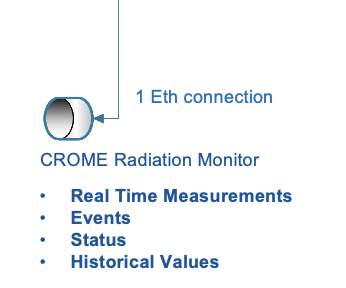 1 Eth connection
CROME Radiation Monitor
• Real Time Measurements
• Events
• Status
• Historical Values